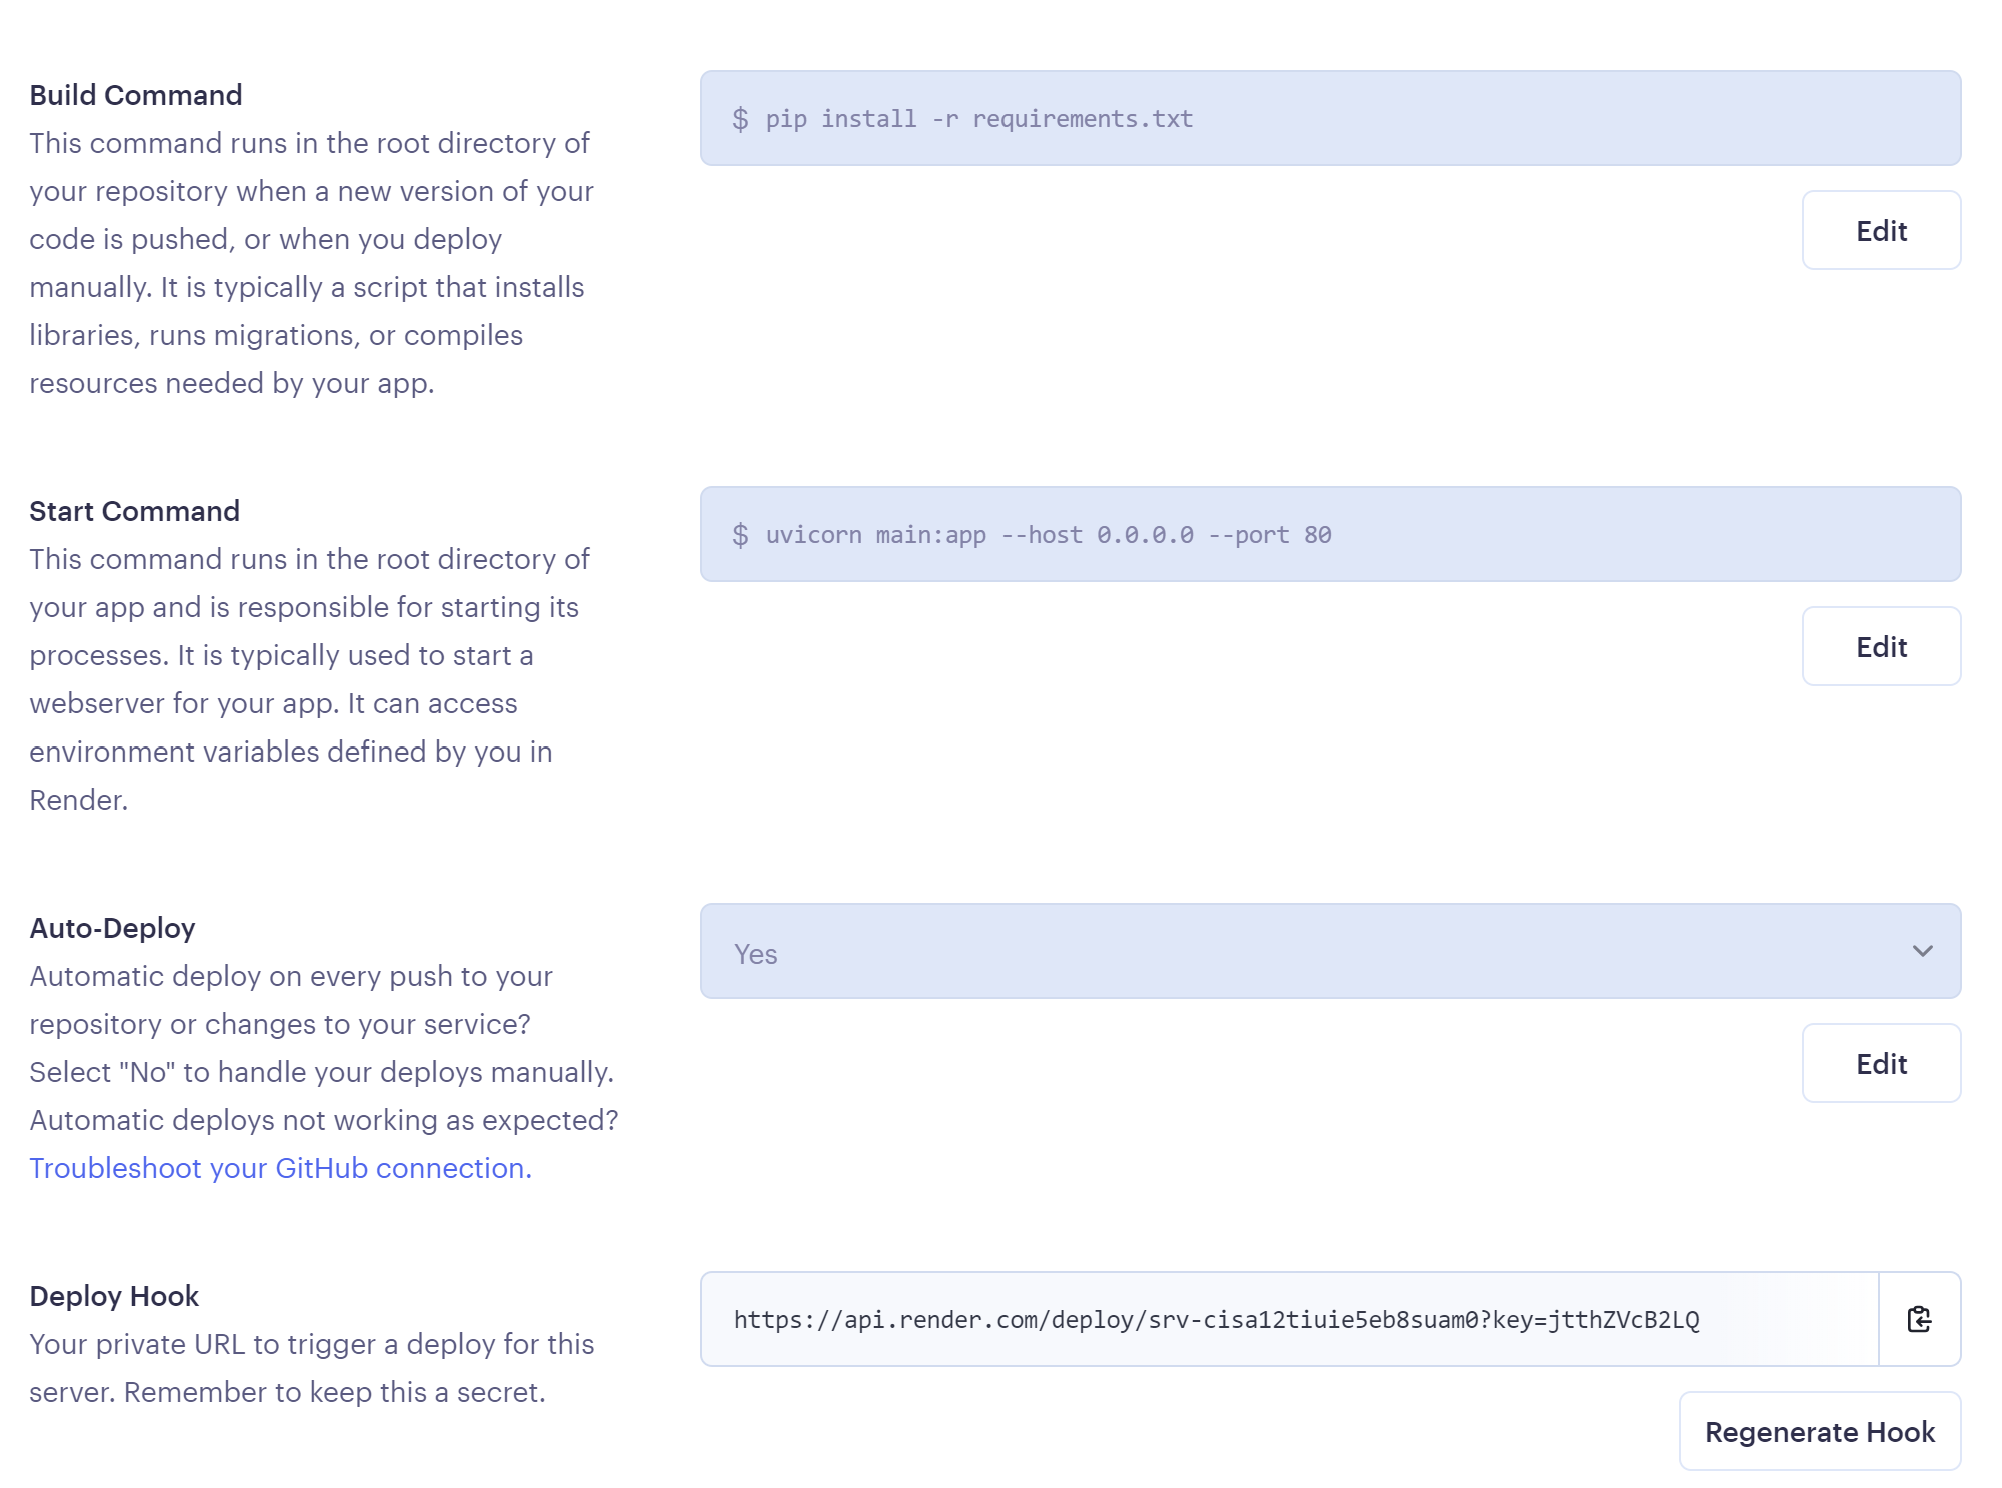 Build Command
This command runs in the root directory of
your repository when a new version of your
code is pushed, or when you deploy
manually. It is typically a script that installs
libraries, runs migrations, or compiles
resources needed by your app.
$ pip install -r requirements.txt
Edit
Start Command
This command runs in the root directory of
your app and is responsible for starting its
processes. It is typically used to start a
webserver for your app. It can access
environment variables defined by you in
Render.
$ uvicorn main:app --host 0.0.0.0 --port 80
Edit
Auto-Deploy
Automatic deploy on every push to your
repository or changes to your service?
Select "No" to handle your deploys manually.
Automatic deploys not working as expected?
Troubleshoot your GitHub connection.
Yes
Edit
Deploy Hook
Your private URL to trigger a deploy for this
server. Remember to keep this a secret.
https://api.render.com/deploy/srv-cisa12tiuie5eb8suam0?key=jtthZVcB2LQ
Regenerate Hook